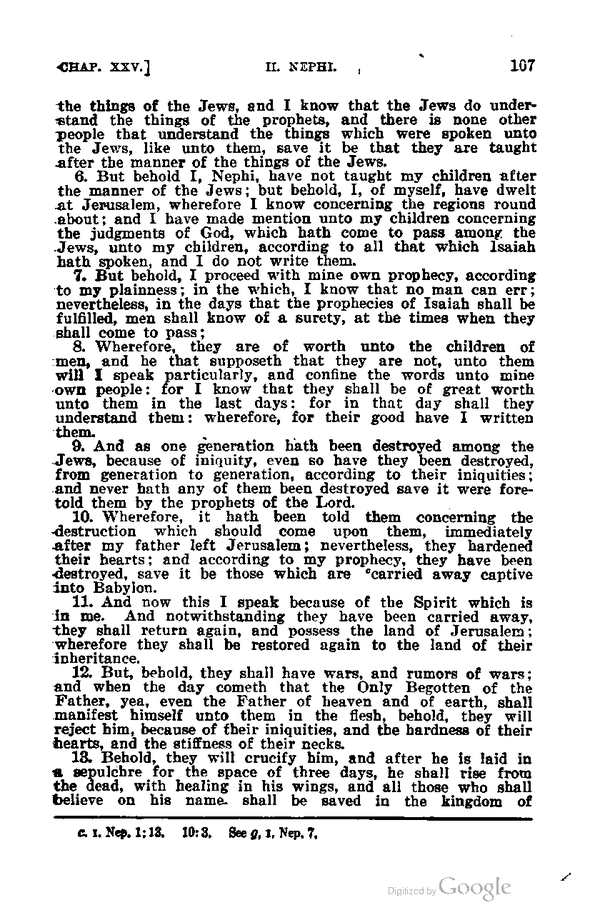 CHAP. XXV.] II. NEPHI. 107
the things of the Jews, and I know that the Jews do under-
stand the things of the prophets, and there is none other
people that understand the things which were spoken unto
the Jews, like unto them, save it be that they are taught
after the manner of the things of the Jews.
6. But behold I, Nephi, have not taught my children after
the manner of the Jews; but behold, I, of myself, have dwelt
at Jerusalem, wherefore I know concerning the regions round
about; and I have made mention unto my children concerning
the judgments of God, which hath come to pass among the
Jews, unto my children, according to all that which Isaiah
hath spoken, and I do not write them.
7. But behold, I proceed with mine own prophecy, according
to my plainness; in the which, I know that no man can err;
nevertheless, in the days that the prophecies of Isaiah shall be
fulfilled, men shall know of a surety, at the times when they
shall come to pass;
8. Wherefore, they are of worth unto the children of
men, and he that supposeth that they are not, unto them
will I speak particularly, and confine the words unto mine
own people: for I know that they shall be of great worth
unto them in the last days: for in that day shall they
understand them: wherefore, for their good have I written
them.
9. And as one generation hath been destroyed among the
Jews, because of iniquity, even so have they been destroyed,
from generation to generation, according to their iniquities;
and never hath any of them been destroyed save it were fore-
told them by the prophets of the Lord.
10. Wherefore, it hath been told them concerning the
destruction which should come upon them, immediately
after my father left Jerusalem; nevertheless, they hardened
their hearts; and according to my prophecy, they have been
destroyed, save it be those which are ᶜcarried away captive
into Babylon.
11. And now this I speak because of the Spirit which is
in me. And notwithstanding they have been carried away,
they shall return again, and possess the land of Jerusalem;
wherefore they shall be restored again to the land of their
inheritance.
12. But, behold, they shall have wars, and rumors of wars;
and when the day cometh that the Only Begotten of the
Father, yea, even the Father of heaven and of earth, shall
manifest himself unto them in the flesh, behold, they will
reject him, because of their iniquities, and the hardness of their
hearts, and the stiffness of their necks.
13. Behold, they will crucify him, and after he is laid in
a sepulchre for the space of three days, he shall rise from
the dead, with healing in his wings, and all those who shall
believe on his name. shall be saved in the kingdom of
c. I. Nep. 1:13. 10:3. See g, I. Nep. 7.
Digitized by Google